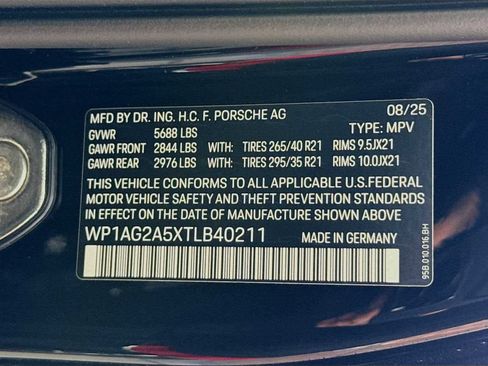 MFD BY DR. ING. H.C. F. PORSCHE AG 08/25
GVWR 5688 LBS TYPE: MPV
GAWR FRONT 2844 LBS WITH: TIRES 265/40 R21 RIMS 9.5JX21
GAWR REAR 2976 LBS WITH: TIRES 295/35 R21 RIMS 10.0JX21
THIS VEHICLE CONFORMS TO ALL APPLICABLE U.S.FEDERAL
MOTOR VEHICLE SAFETY AND THEFT PREVENTION
STANDARDS IN EFFECT ON THE DATE OF MANUFACTURE SHOWN ABOVE
WP1AG2A5XTLB40211 MADE IN GERMANY
95B.010.016.BH